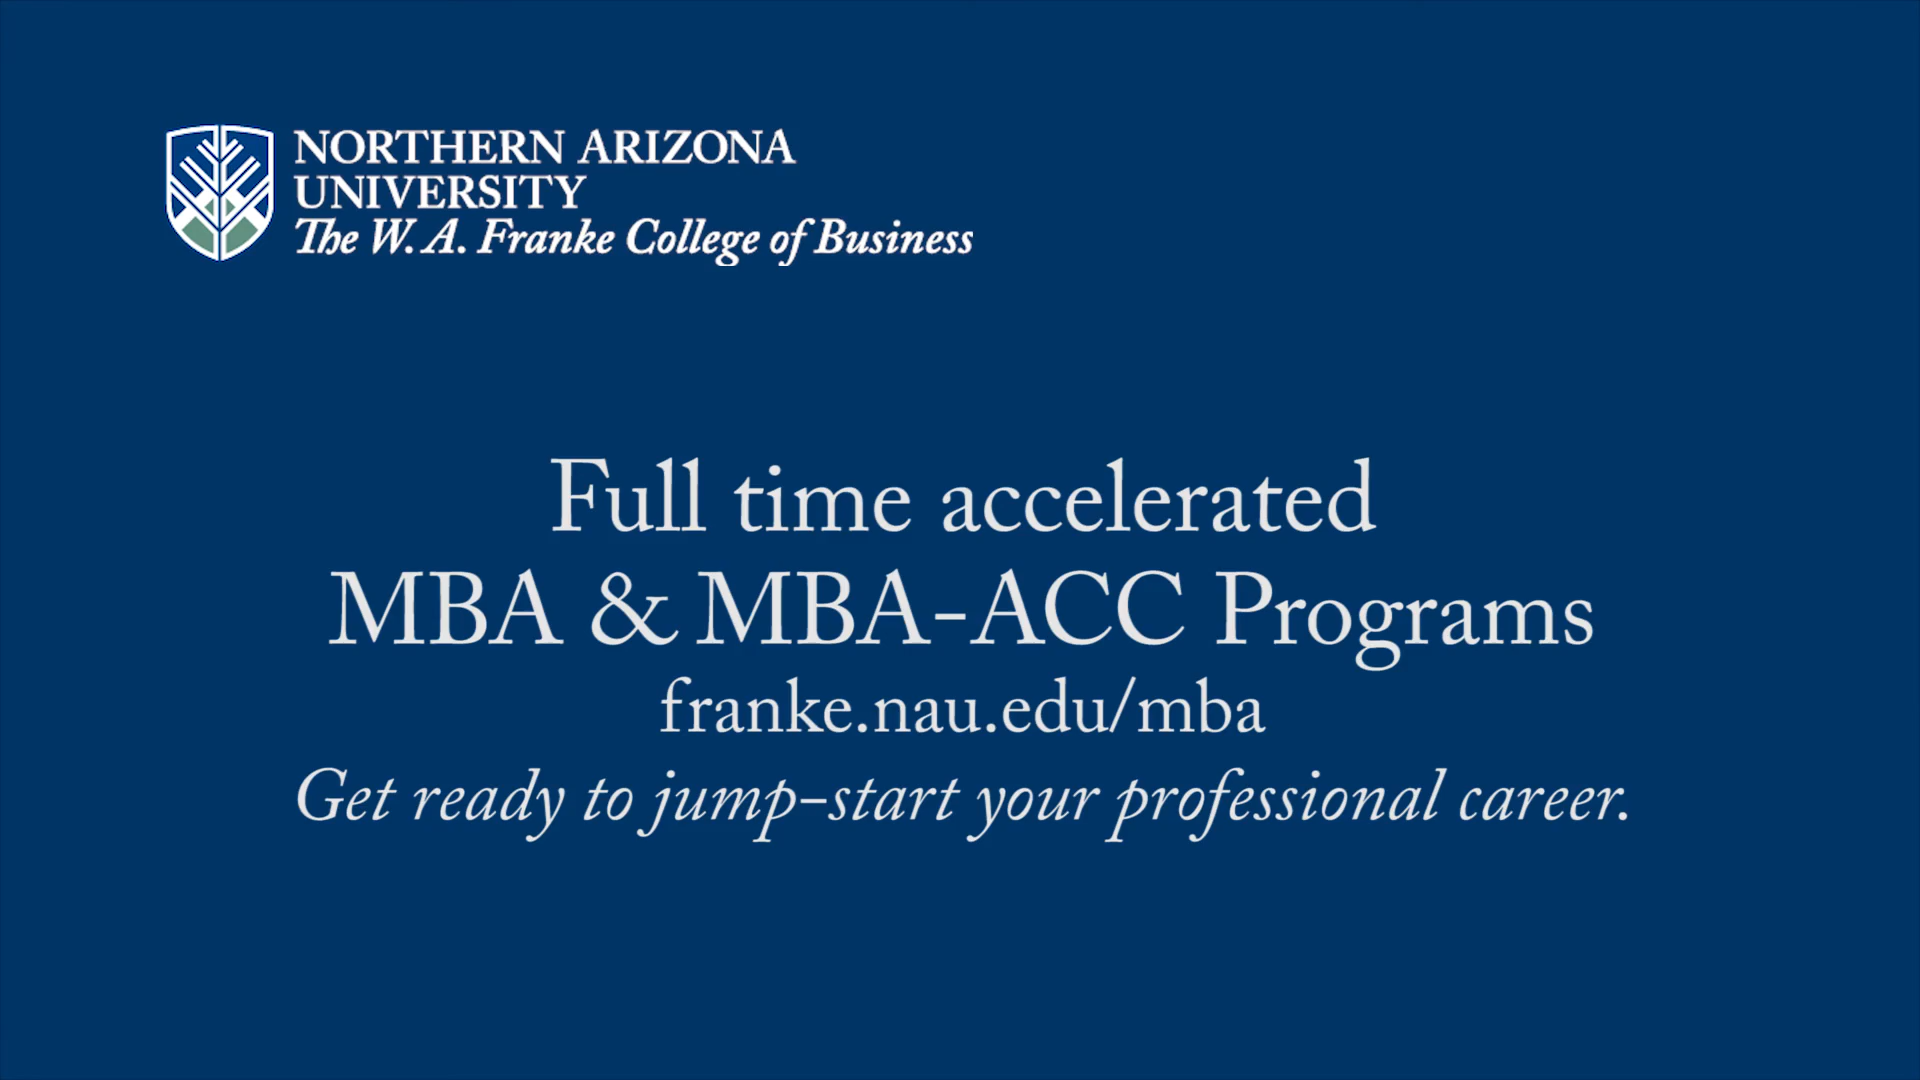 NORTHERN ARIZONA
UNIVERSITY
The W. A. Franke College of Business
Full time accelerated
MBA & MBA-ACC Programs
franke.nau.edu/mba
Get ready to jump-start your professional career.